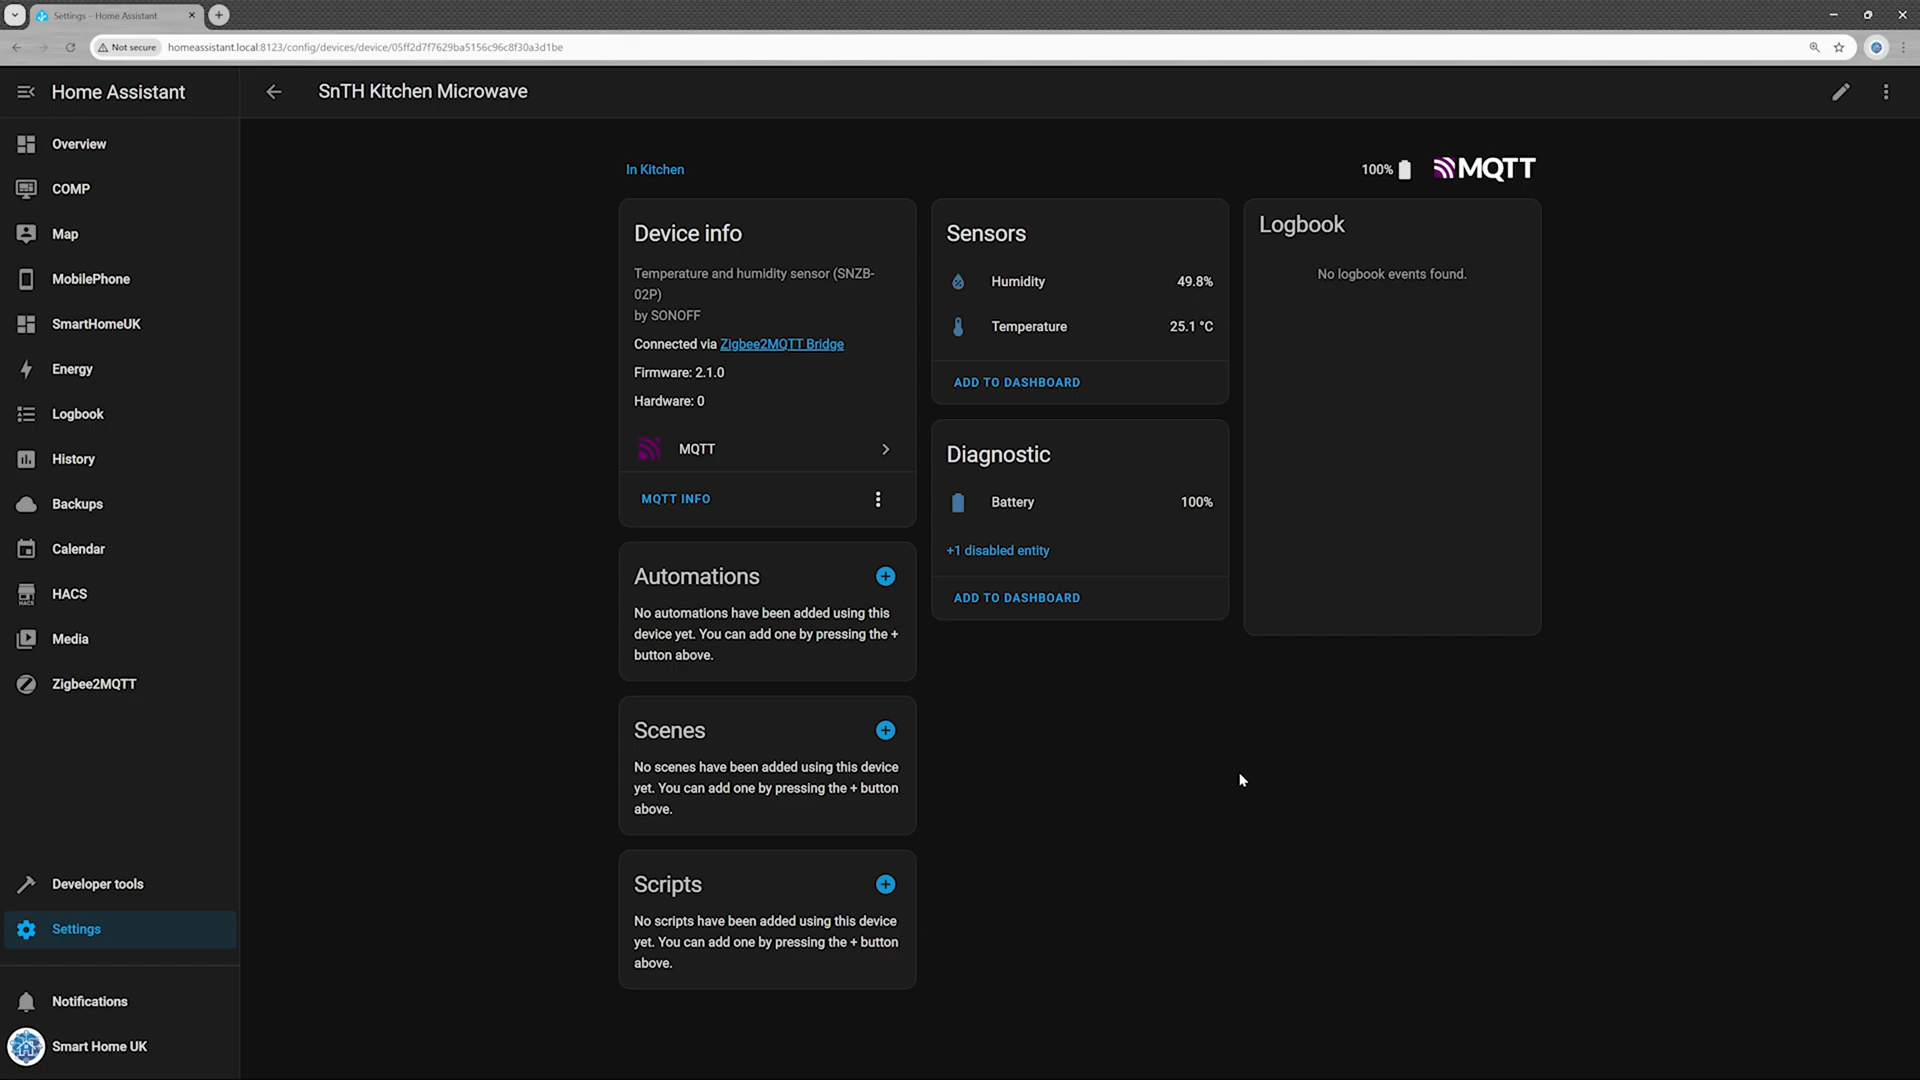 Settings – Home Assistant
Not secure
homeassistant.local:8123/config/devices/device/05ff2d7f7629ba5156c96c8f30a3d1be
Home Assistant
SnTH Kitchen Microwave
Overview
COMP
Map
MobilePhone
SmartHomeUK
Energy
Logbook
History
Backups
Calendar
HACS
HACS
Media
Zigbee2MQTT
Developer tools
Settings
Notifications
Smart Home UK
In Kitchen
100%
MQTT
Device info
Temperature and humidity sensor (SNZB-
02P)
by SONOFF
Connected via Zigbee2MQTT Bridge
Firmware: 2.1.0
Hardware: 0
MQTT
MQTT INFO
Automations
No automations have been added using this
device yet. You can add one by pressing the +
button above.
Scenes
No scenes have been added using this device
yet. You can add one by pressing the + button
above.
Scripts
No scripts have been added using this device
yet. You can add one by pressing the + button
above.
Sensors
Humidity 49.8%
Temperature 25.1 °C
ADD TO DASHBOARD
Diagnostic
Battery 100%
+1 disabled entity
ADD TO DASHBOARD
Logbook
No logbook events found.